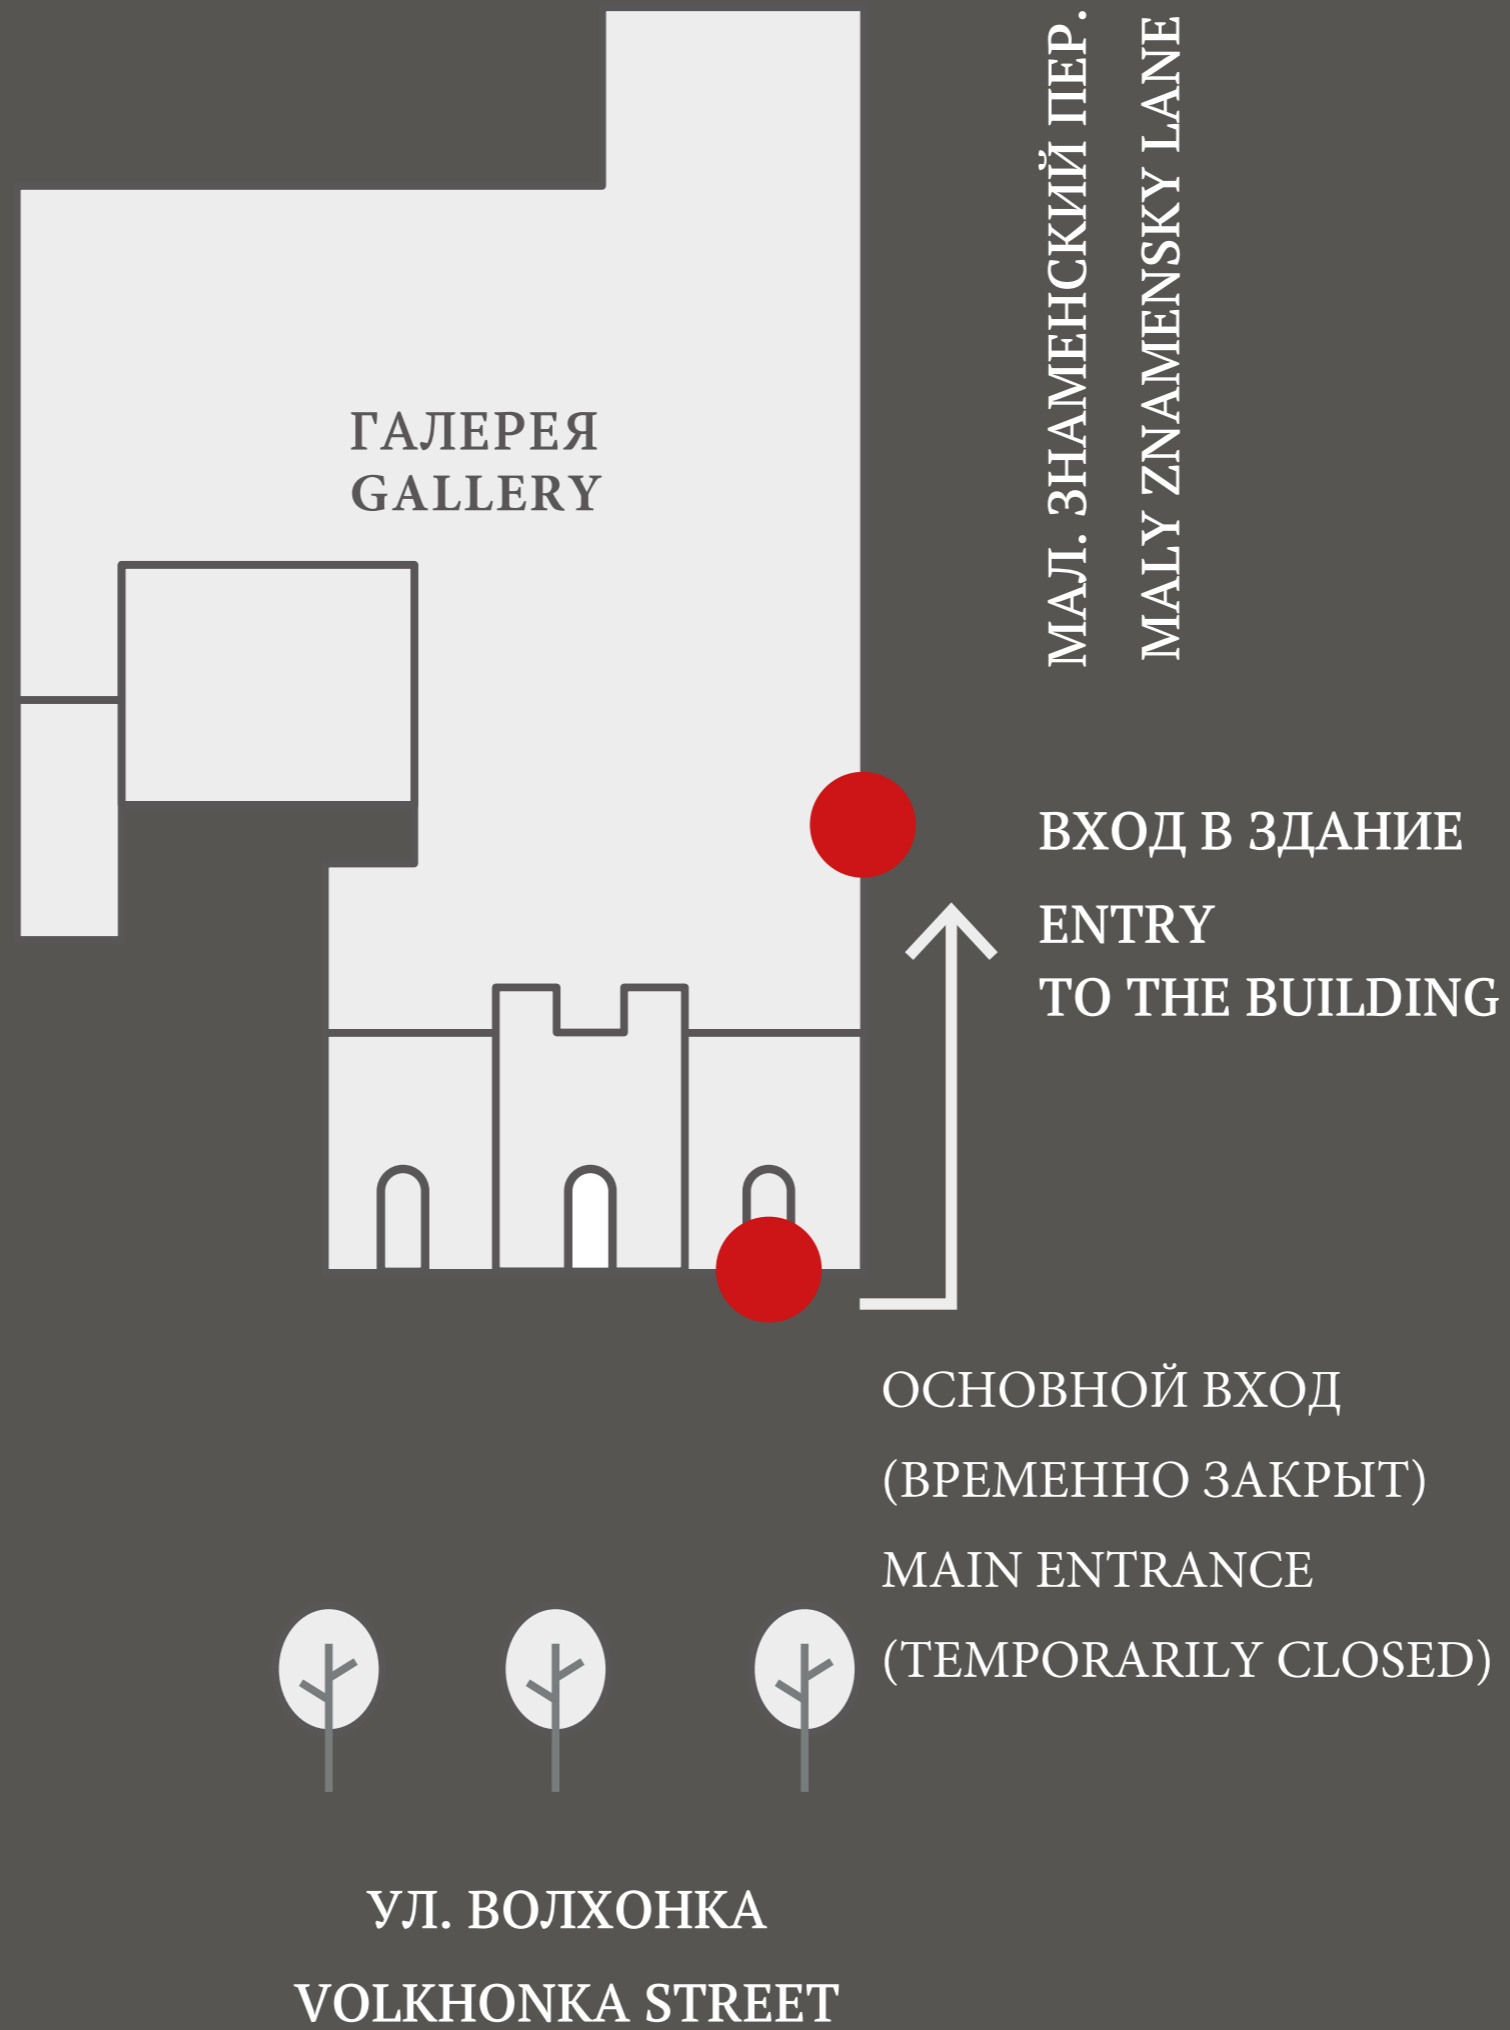 МАЛ. ЗНАМЕНСКИЙ ПЕР.
MALY ZNAMENSKY LANE
ГАЛЕРЕЯ
GALLERY
ВХОД В ЗДАНИЕ
ENTRY
TO THE BUILDING
ОСНОВНОЙ ВХОД
(ВРЕМЕННО ЗАКРЫТ)
MAIN ENTRANCE
(TEMPORARILY CLOSED)
УЛ. ВОЛХОНКА
VOLKHONKA STREET